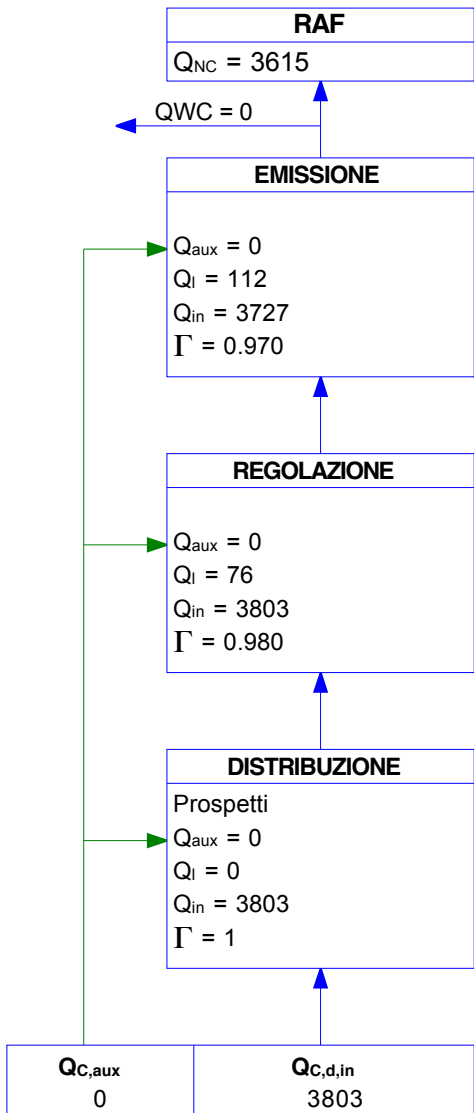 RAF
QNC = 3615
QWC = 0
EMISSIONE
Qaux = 0
Ql = 112
Qin = 3727
Γ = 0.970
REGOLAZIONE
Qaux = 0
Ql = 76
Qin = 3803
Γ = 0.980
DISTRIBUZIONE
Prospetti
Qaux = 0
Ql = 0
Qin = 3803
Γ = 1
QC,aux QC,d,in
0 3803